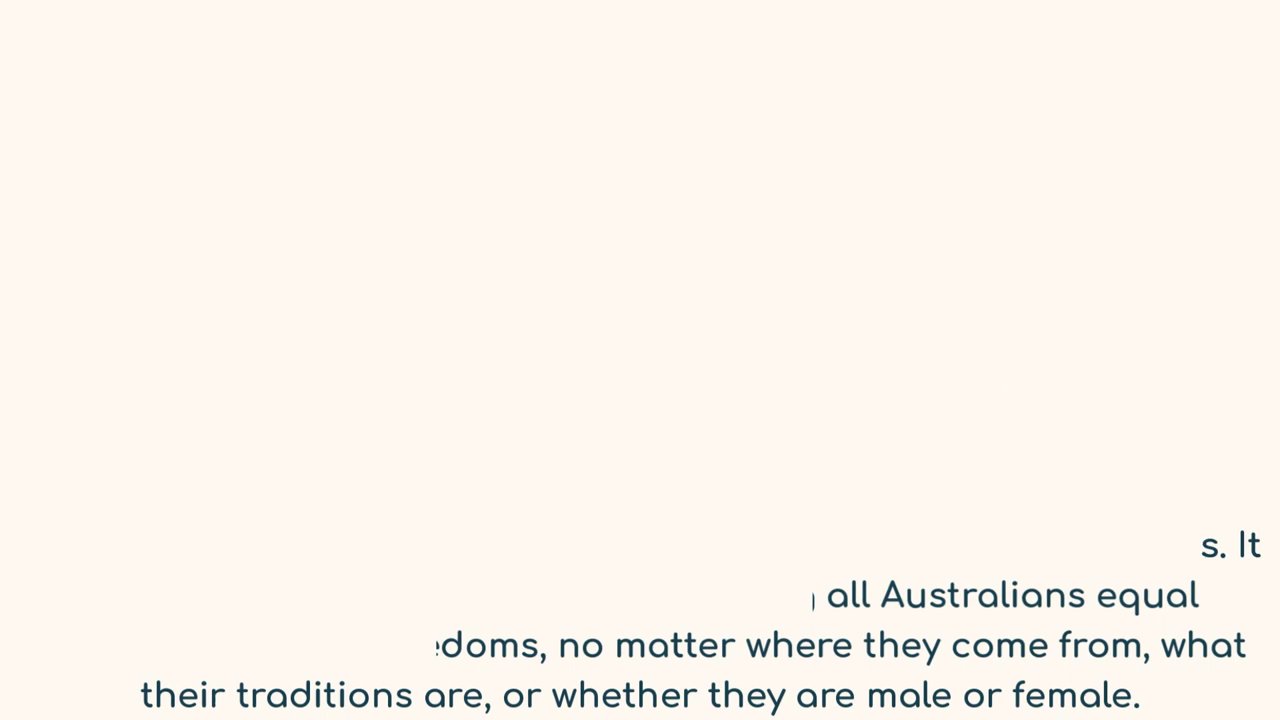 s. It
all Australians equal
doms, no matter where they come from, what
their traditions are, or whether they are male or female.